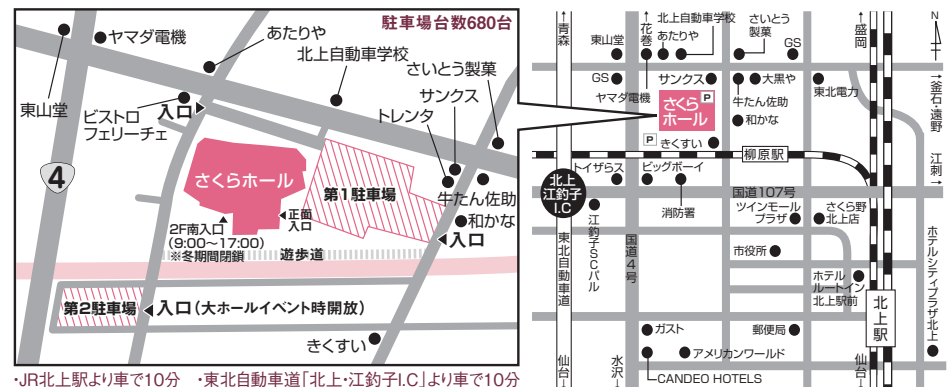 駐車場台数680台
ヤマダ電機
あたりや
北上自動車学校
さいとう製菓
サンクス
トレンタ
東山堂
ビストロ
フェリーチェ
入口
4
さくらホール
第1駐車場
牛たん佐助
和かな
入口
2F南入口
(9:00〜17:00)
※冬期間閉鎖
正面
入口
遊歩道
第2駐車場
入口(大ホールイベント時開放)
きくすい
・JR北上駅より車で10分 ・東北自動車道「北上・江釣子I.C」より車で10分
←青森
←花巻
北上自動車学校
さいとう
製菓
←盛岡
N
東山堂
あたりや
GS
GS
サンクス
大黒や
ヤマダ電機
東北電力
→釜石・遠野
さくら
ホール
P
牛たん佐助
和かな
P
きくすい
柳原駅
江刺→
トイザらス
ビッグボーイ
北上
江釣子
I.C
国道107号
消防署
ツインモール
プラザ
さくら野
北上店
江釣子SCパル
国道4号
東北自動車道
市役所
ホテル
ルートイン
北上駅前
ホテルシティプラザ北上
北上駅
ガスト
郵便局
アメリカンワールド
CANDEO HOTELS
仙台→
水沢→
仙台→